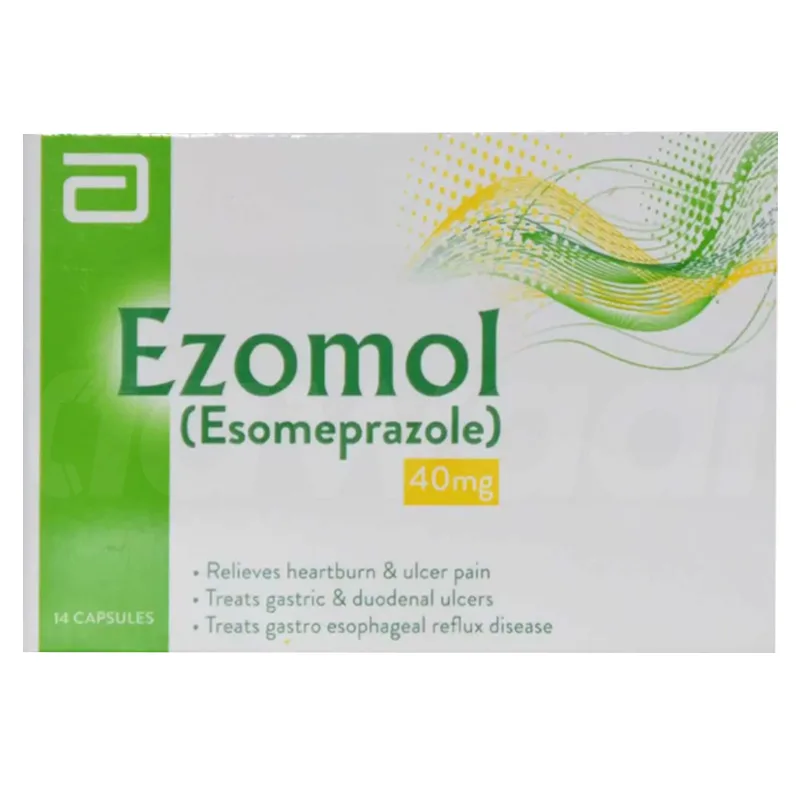 Ezomol
(Esomeprazole)
40mg
• Relieves heartburn & ulcer pain
• Treats gastric & duodenal ulcers
• Treats gastro esophageal reflux disease
14 CAPSULES